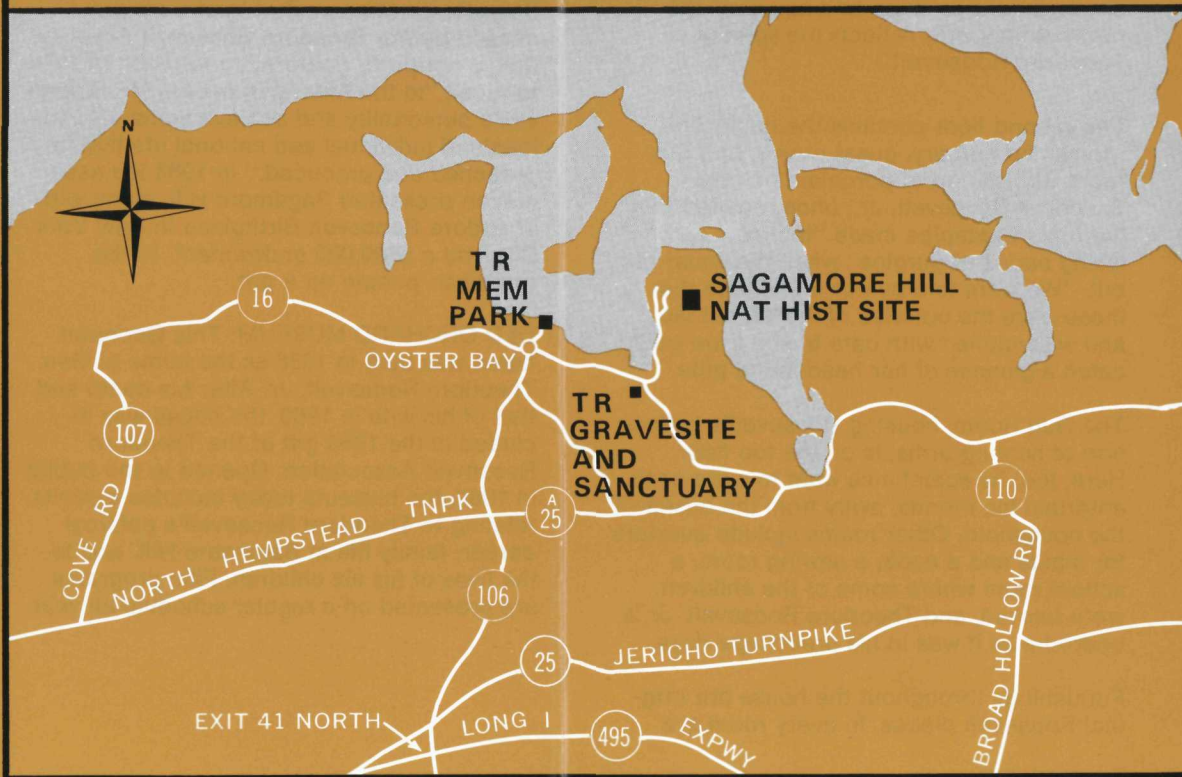 N
TR
MEM
PARK
SAGAMORE HILL
NAT HIST SITE
16
OYSTER BAY
107
TR
GRAVESITE
AND
SANCTUARY
A
25
110
COVE RD
NORTH HEMPSTEAD TNPK
106
25
JERICHO TURNPIKE
BROAD HOLLOW RD
EXIT 41 NORTH
LONG I
495
EXPWY